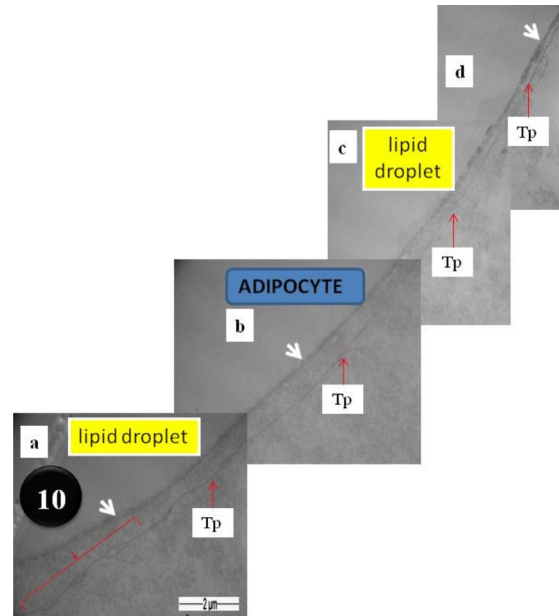 d
Tp
c
lipid
droplet
Tp
ADIPOCYTE
b
Tp
a
lipid droplet
10
Tp
2μm